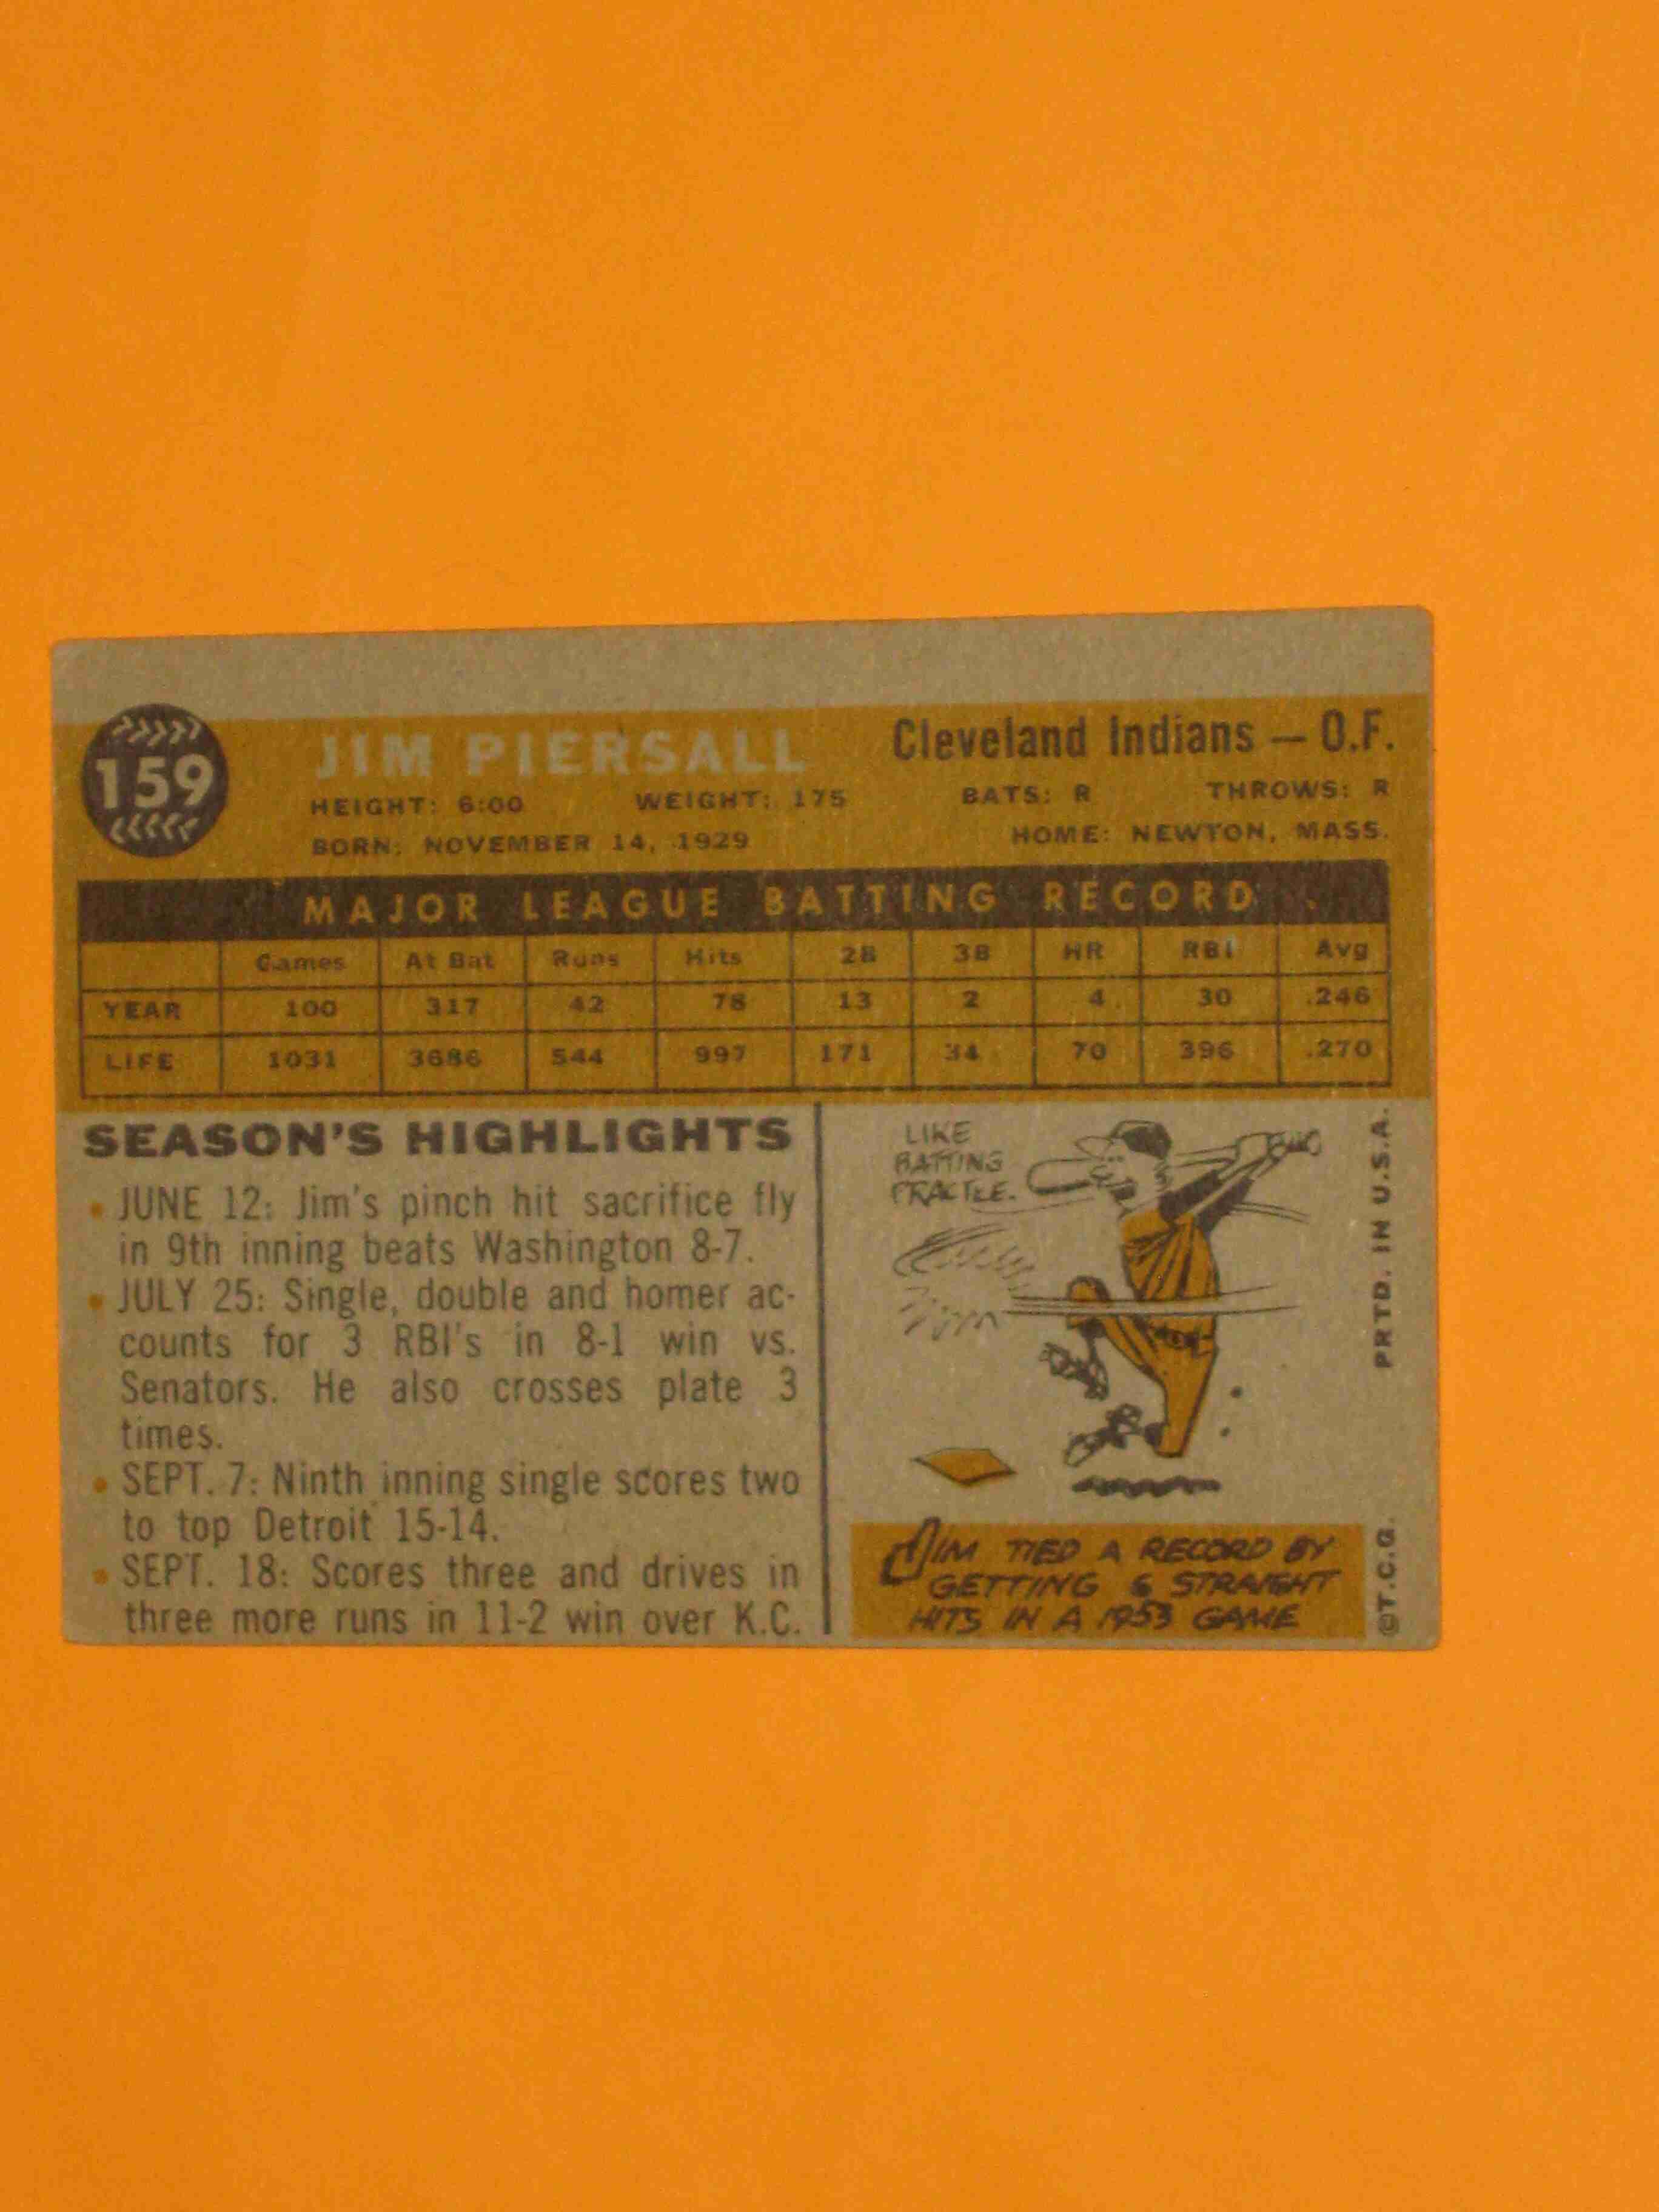 159
JIM PIERSALL
Cleveland Indians — O.F.
HEIGHT: 6:00 WEIGHT: 175 BATS: R THROWS: R
BORN: NOVEMBER 14, 1929 HOME: NEWTON, MASS.
MAJOR LEAGUE BATTING RECORD
Games At Bat Runs Hits 2B 3B HR RBI Avg
YEAR 100 317 42 78 13 2 4 30 .246
LIFE 1031 3686 544 997 171 34 70 396 .270
SEASON'S HIGHLIGHTS
• JUNE 12: Jim's pinch hit sacrifice fly
in 9th inning beats Washington 8-7.
• JULY 25: Single, double and homer ac-
counts for 3 RBI's in 8-1 win vs.
Senators. He also crosses plate 3
times.
• SEPT. 7: Ninth inning single scores two
to top Detroit 15-14.
• SEPT. 18: Scores three and drives in
three more runs in 11-2 win over K.C.
LIKE
BATTING
PRACTICE.
JIM TIED A RECORD BY
GETTING 6 STRAIGHT
HITS IN A 1953 GAME
©T.C.G. PRTD. IN U.S.A.